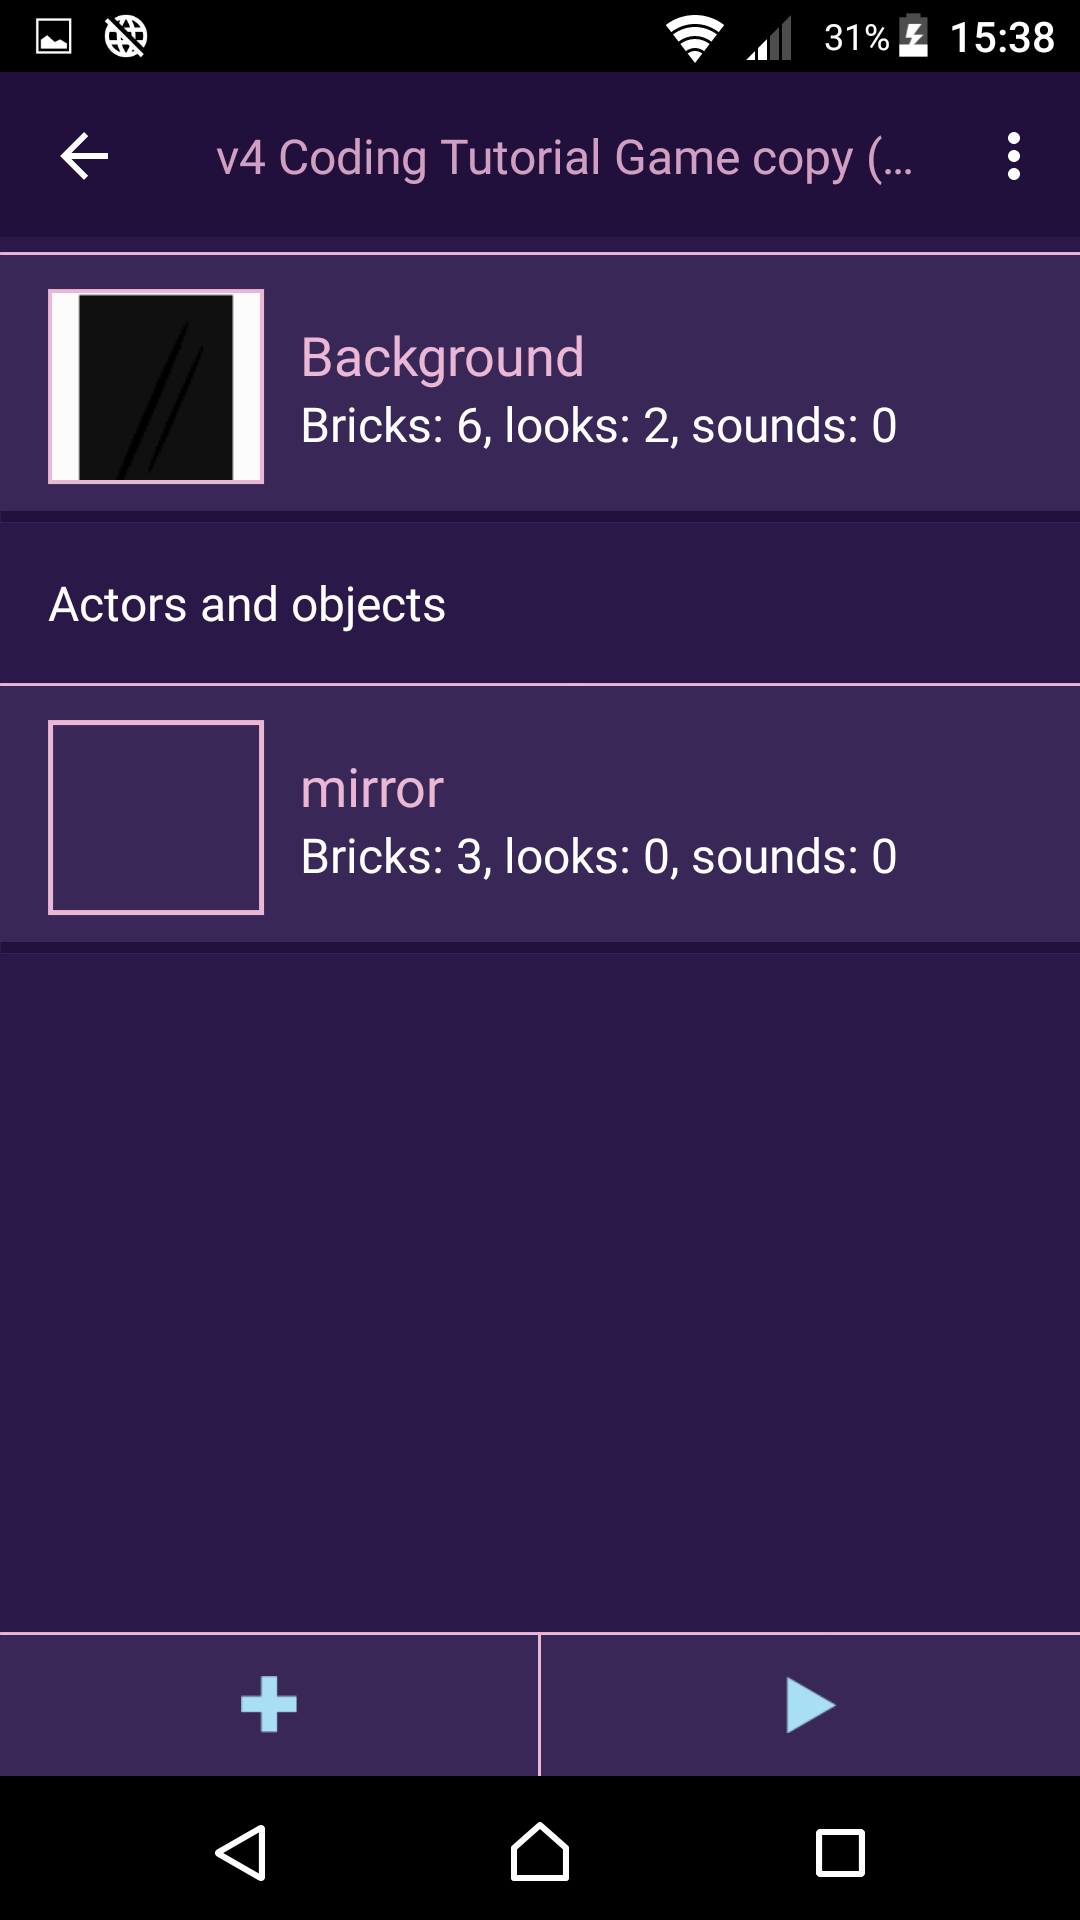 31% 15:38
v4 Coding Tutorial Game copy (...
Background
Bricks: 6, looks: 2, sounds: 0
Actors and objects
mirror
Bricks: 3, looks: 0, sounds: 0